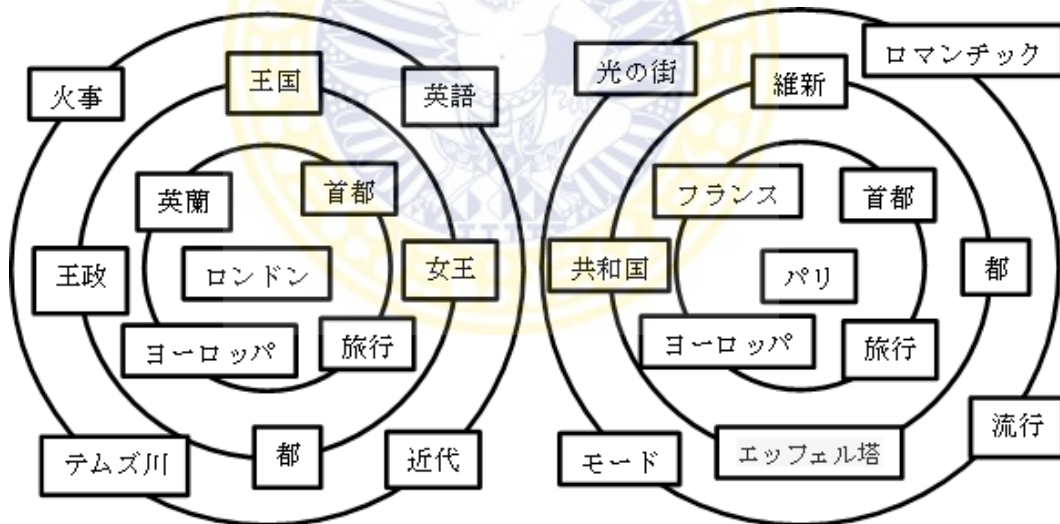 火事
王国
英語
英蘭
首都
王政
ロンドン
女王
ヨーロッパ
旅行
テムズ川
都
近代
光の街
維新
ロマンチック
フランス
首都
共和国
パリ
都
ヨーロッパ
旅行
モード
エッフェル塔
流行